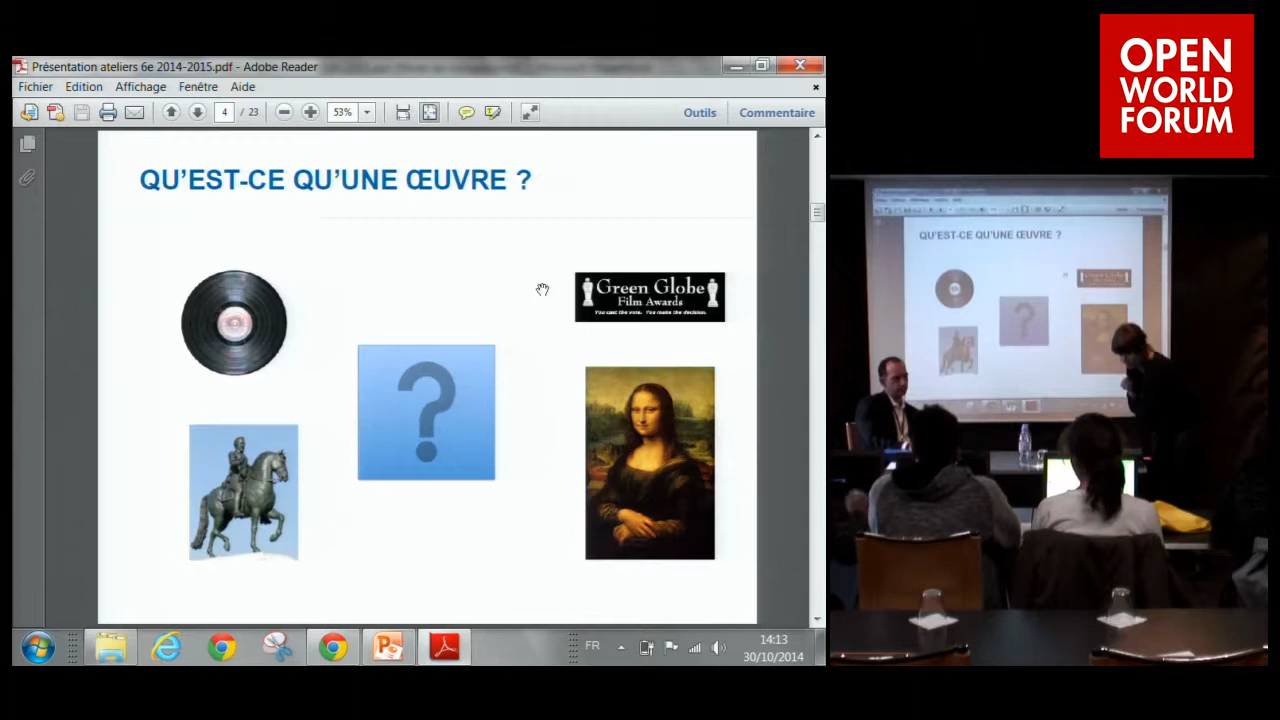 Présentation ateliers 6e 2014-2015.pdf - Adobe Reader
Fichier Edition Affichage Fenêtre Aide
4 / 23 53% Outils Commentaire
QU'EST-CE QU'UNE ŒUVRE ?
Green Globe
Film Awards
You cast the vote. You make the decision.
?
FR
14:13
30/10/2014
OPEN
WORLD
FORUM
QU'EST-CE QU'UNE ŒUVRE ?
?